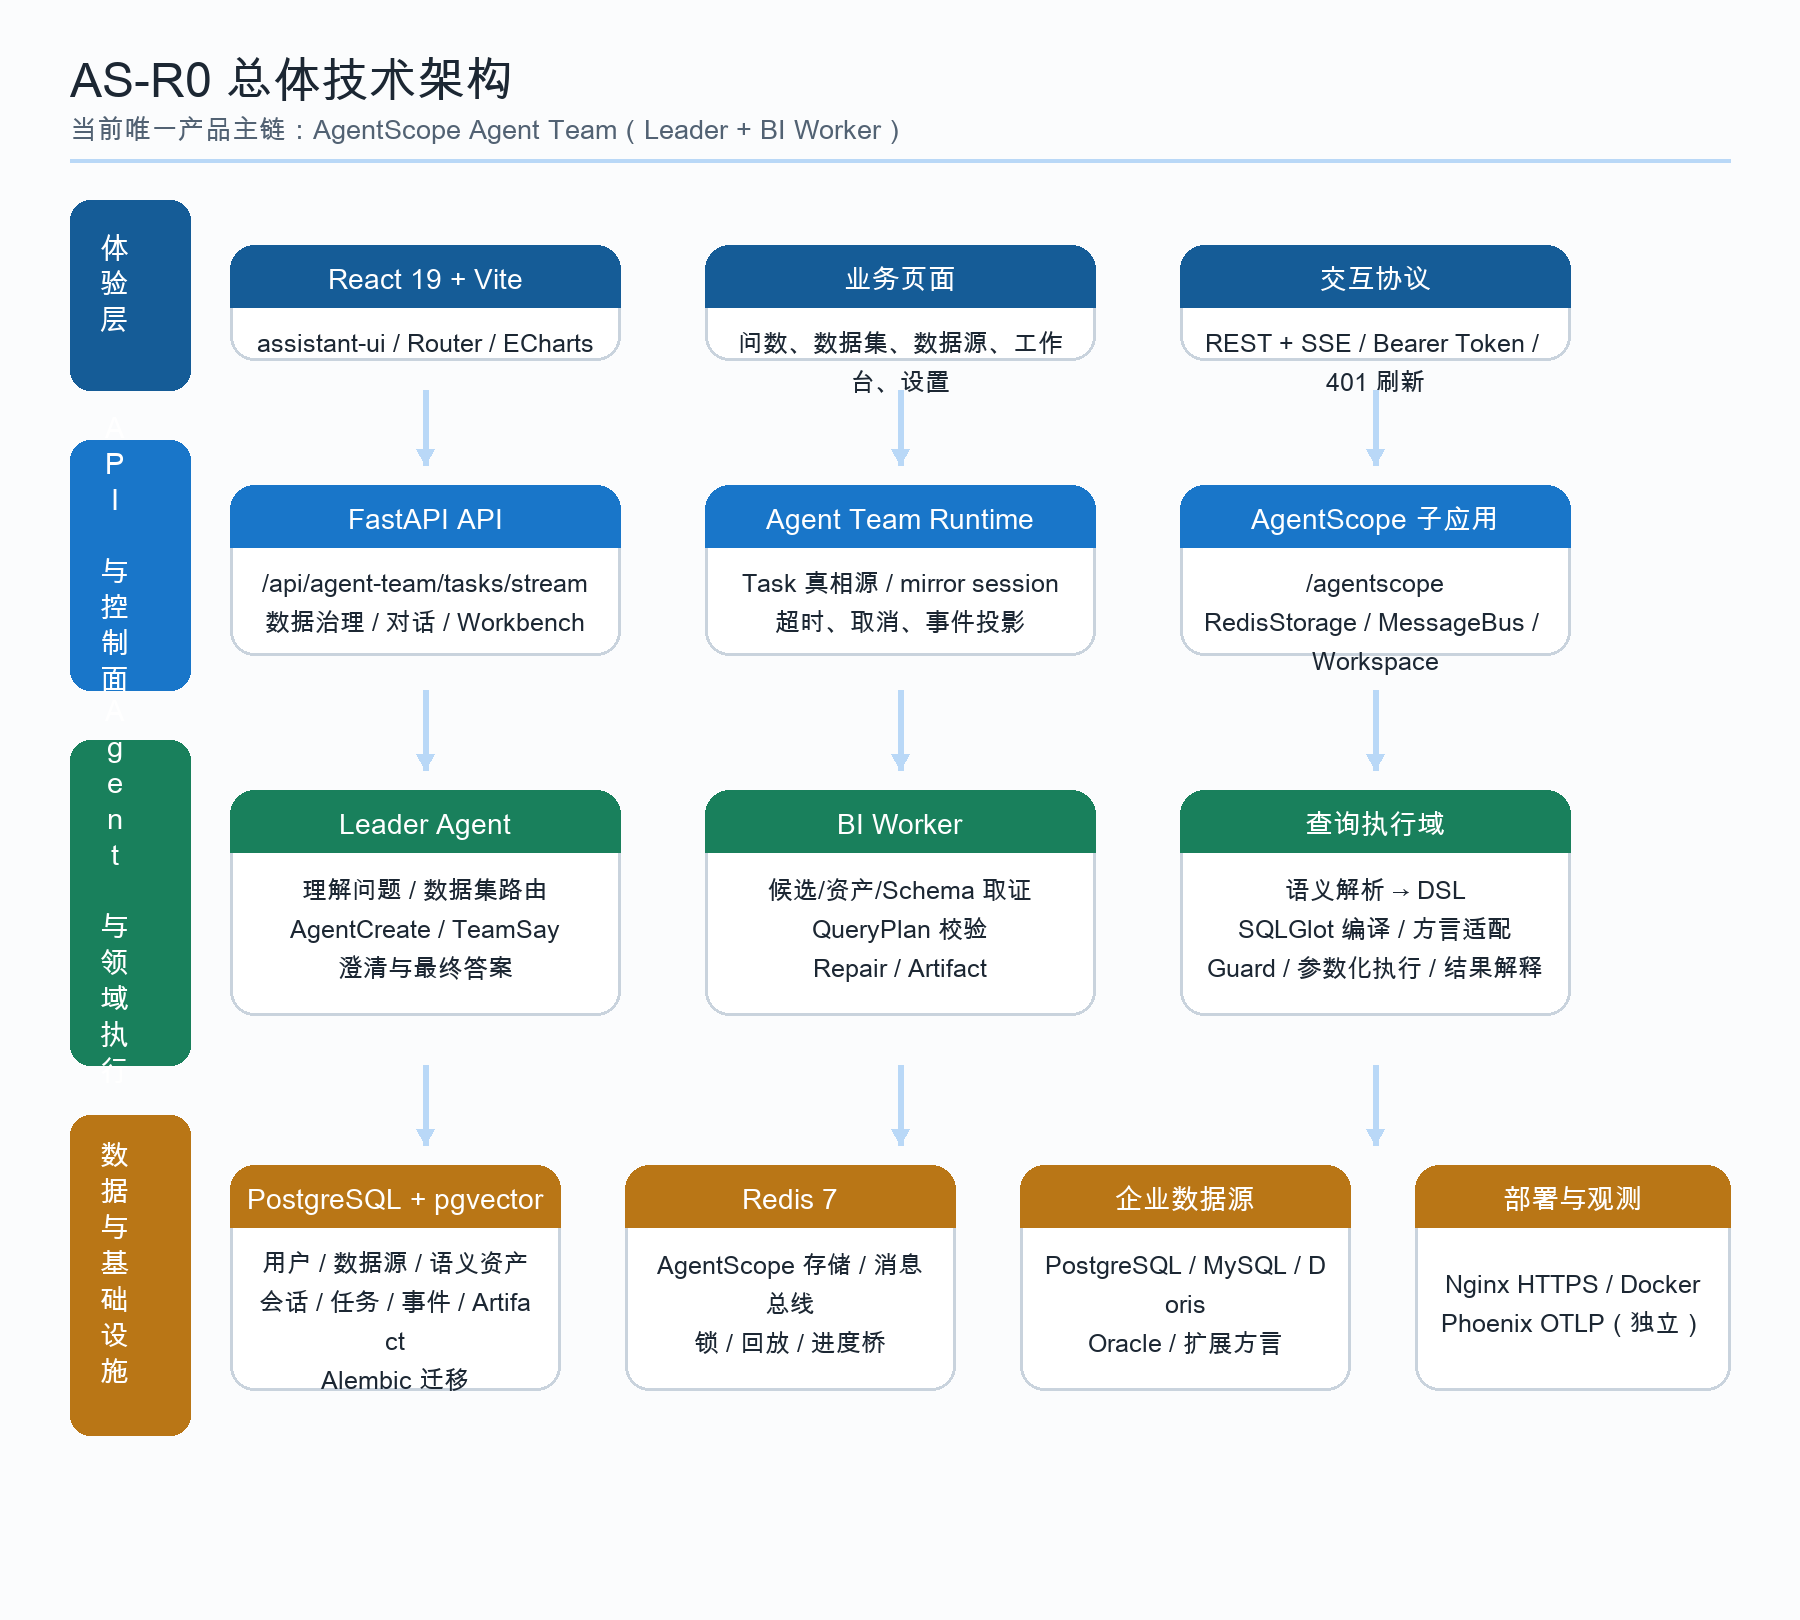 AS-R0 总体技术架构
当前唯一产品主链：AgentScope Agent Team（Leader + BI Worker）
体
验
层
React 19 + Vite
assistant-ui / Router / ECharts
业务页面
问数、数据集、数据源、工作
台、设置
交互协议
REST + SSE / Bearer Token /
401 刷新
A
P
I
与
控
制
面
FastAPI API
/api/agent-team/tasks/stream
数据治理 / 对话 / Workbench
Agent Team Runtime
Task 真相源 / mirror session
超时、取消、事件投影
AgentScope 子应用
/agentscope
RedisStorage / MessageBus /
Workspace
A
g
e
n
t
与
领
域
执
行
Leader Agent
理解问题 / 数据集路由
AgentCreate / TeamSay
澄清与最终答案
BI Worker
候选/资产/Schema 取证
QueryPlan 校验
Repair / Artifact
查询执行域
语义解析→DSL
SQLGlot 编译 / 方言适配
Guard / 参数化执行 / 结果解释
数
据
与
基
础
设
施
PostgreSQL + pgvector
用户 / 数据源 / 语义资产
会话 / 任务 / 事件 / Artifa
ct
Alembic 迁移
Redis 7
AgentScope 存储 / 消息
总线
锁 / 回放 / 进度桥
企业数据源
PostgreSQL / MySQL / D
oris
Oracle / 扩展方言
部署与观测
Nginx HTTPS / Docker
Phoenix OTLP（独立）